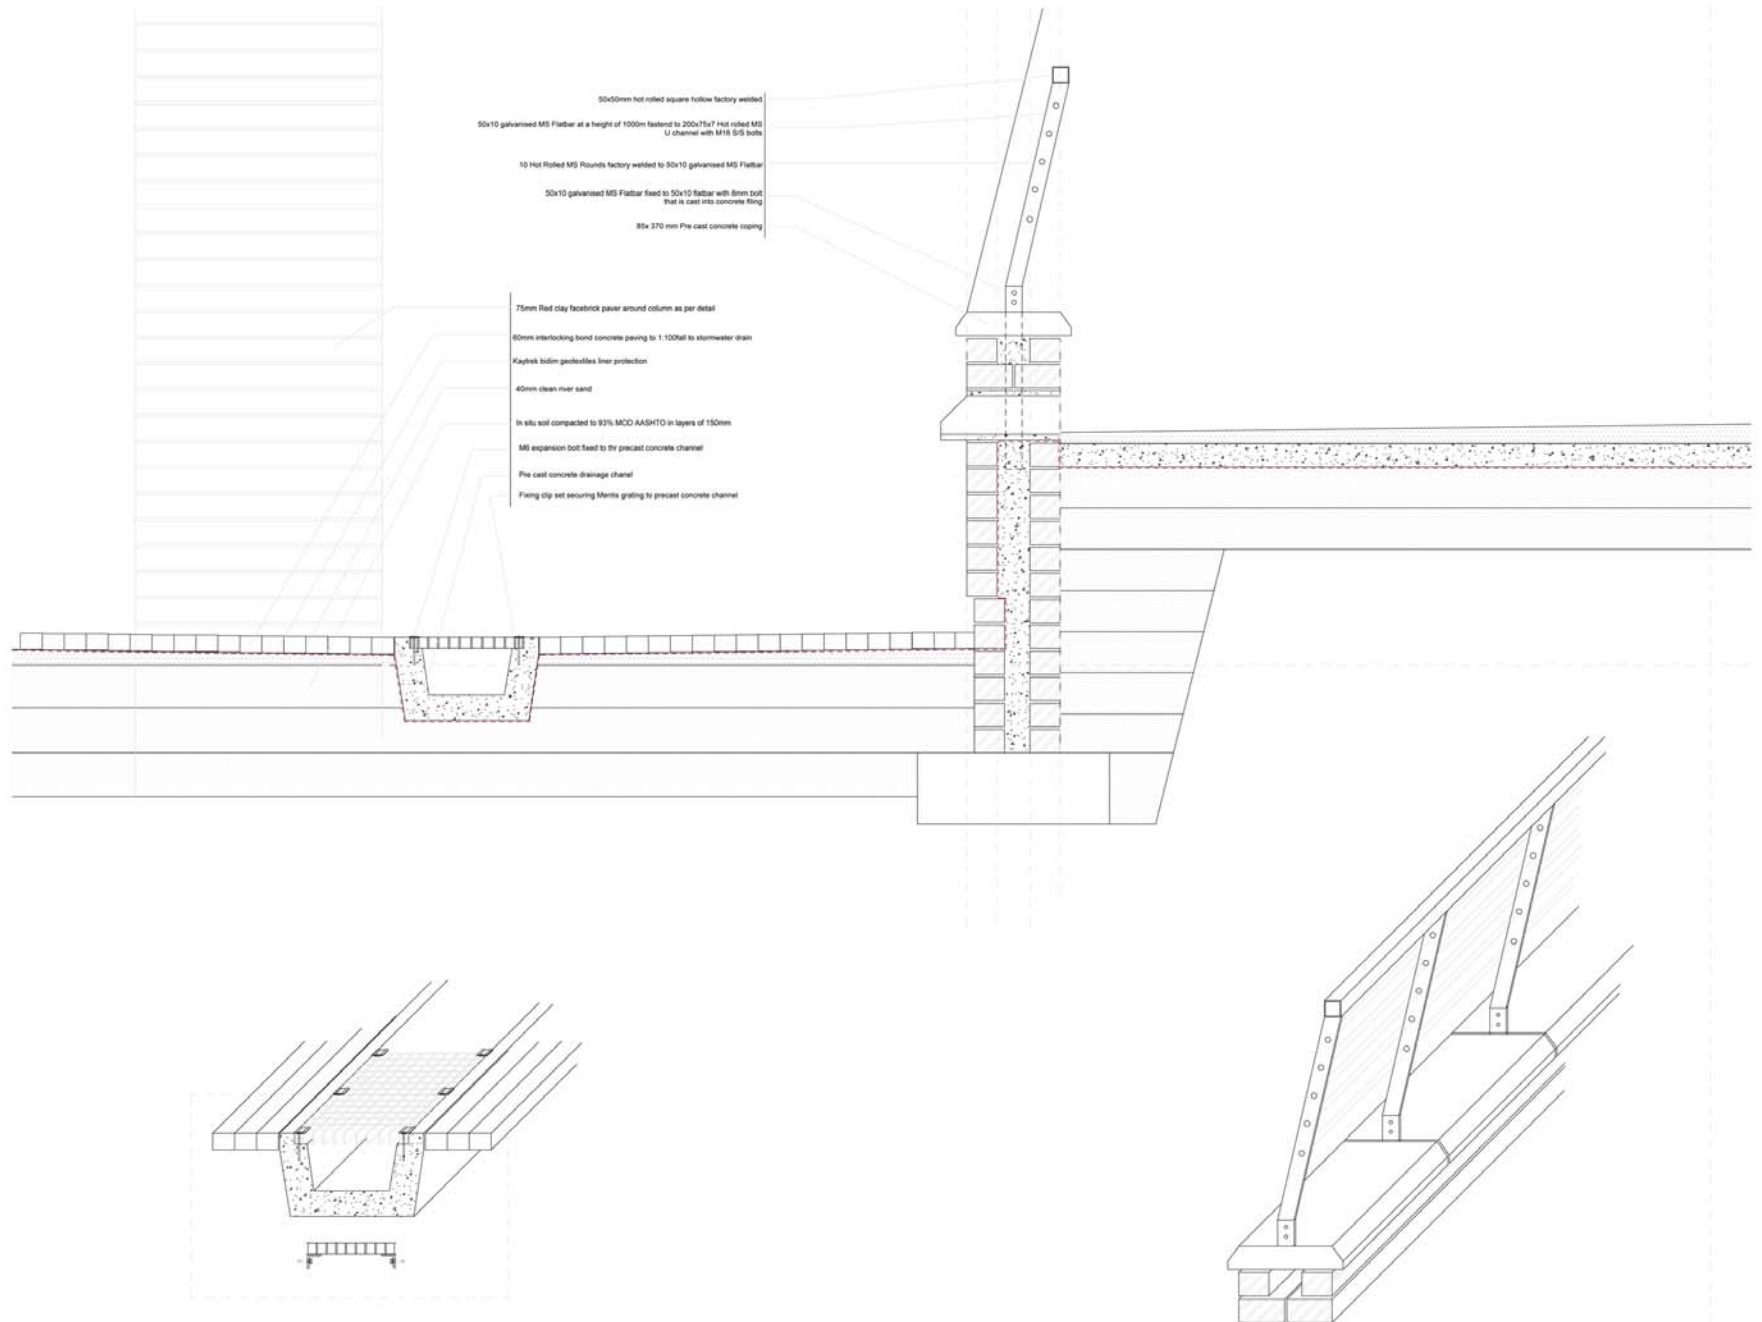 50x50mm hot rolled square hollow factory welded
50x10 galvanised MS Flatbar at a height of 1000m fastend to 200x75x7 Hot rolled MS
U channel with M16 S/S bolts
10 Hot Rolled MS Rounds factory welded to 50x10 galvanised MS Flatbar
50x10 galvanised MS Flatbar fixed to 50x10 flatbar with 8mm bolt
that is cast into concrete filing
85x 370 mm Pre cast concrete coping
75mm Red clay facebrick paver around column as per detail
60mm interlocking bond concrete paving to 1:100fall to stormwater drain
Kaytrek bidim geotextiles liner protection
40mm clean river sand
In situ soil compacted to 93% MOD AASHTO in layers of 150mm
M6 expansion bolt fixed to thr precast concrete channel
Pre cast concrete drainage chanel
Fixing clip set securing Mentis grating to precast concrete channel